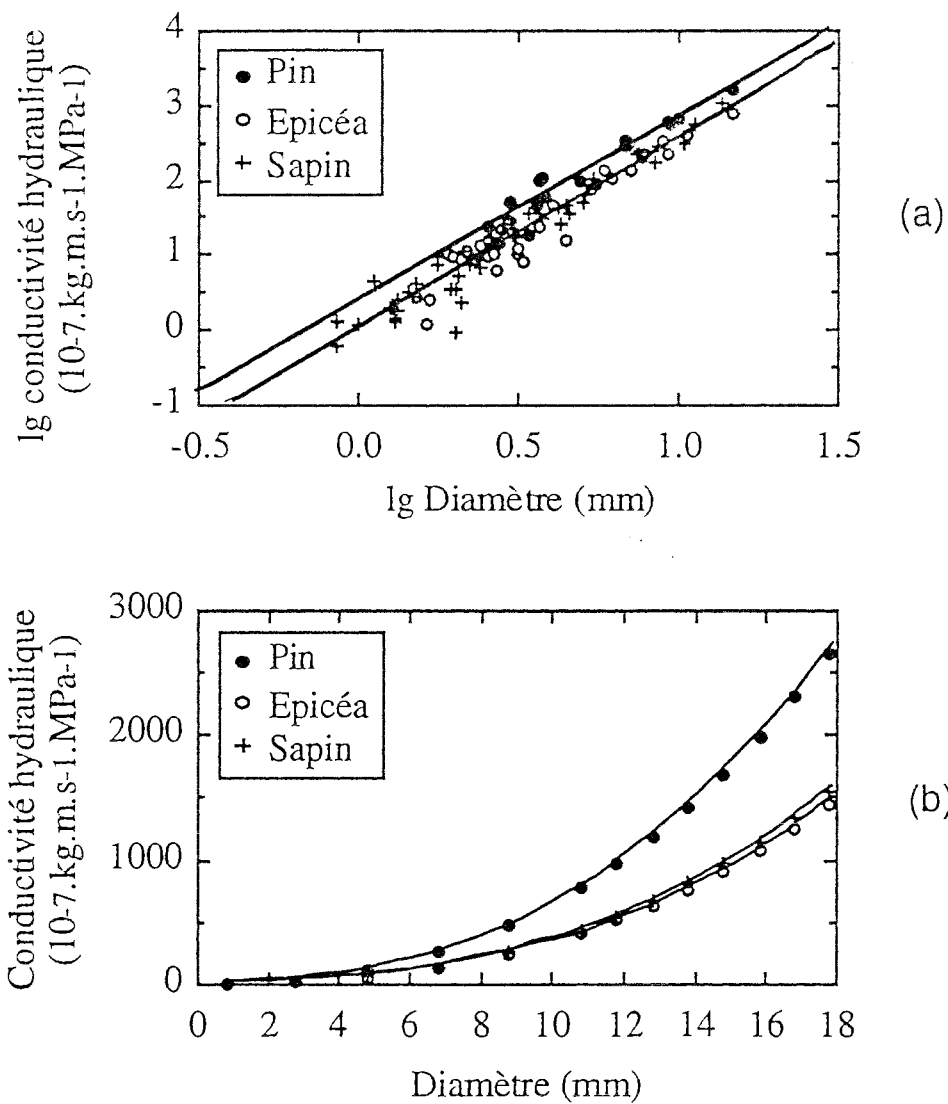 lg conductivité hydraulique
(10-7.kg.m.s-1.MPa-1)
4
3
2
1
0
-1
Pin
Epicéa
Sapin
(a)
-0.5
0.0
0.5
1.0
1.5
lg Diamètre (mm)
Conductivité hydraulique
(10-7.kg.m.s-1.MPa-1)
3000
2000
1000
0
Pin
Epicéa
Sapin
(b)
0
2
4
6
8
10
12
14
16
18
Diamètre (mm)